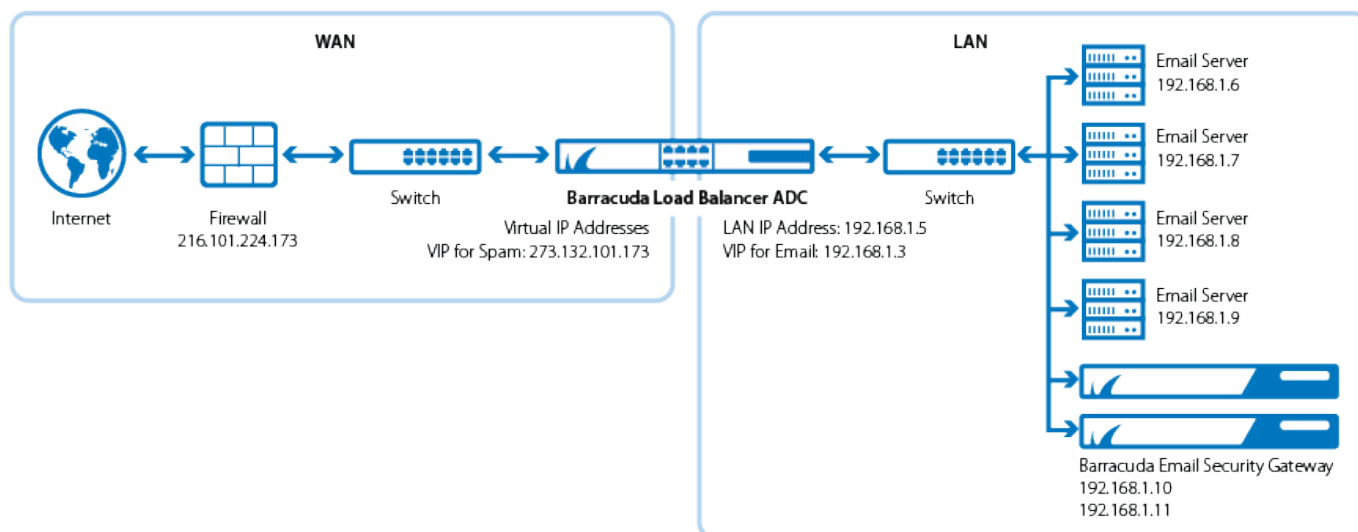 WAN
LAN
Internet
Firewall
216.101.224.173
Switch
Barracuda Load Balancer ADC
Virtual IP Addresses
VIP for Spam: 273.132.101.173
LAN IP Address: 192.168.1.5
VIP for Email: 192.168.1.3
Switch
Email Server
192.168.1.6
Email Server
192.168.1.7
Email Server
192.168.1.8
Email Server
192.168.1.9
Barracuda Email Security Gateway
192.168.1.10
192.168.1.11